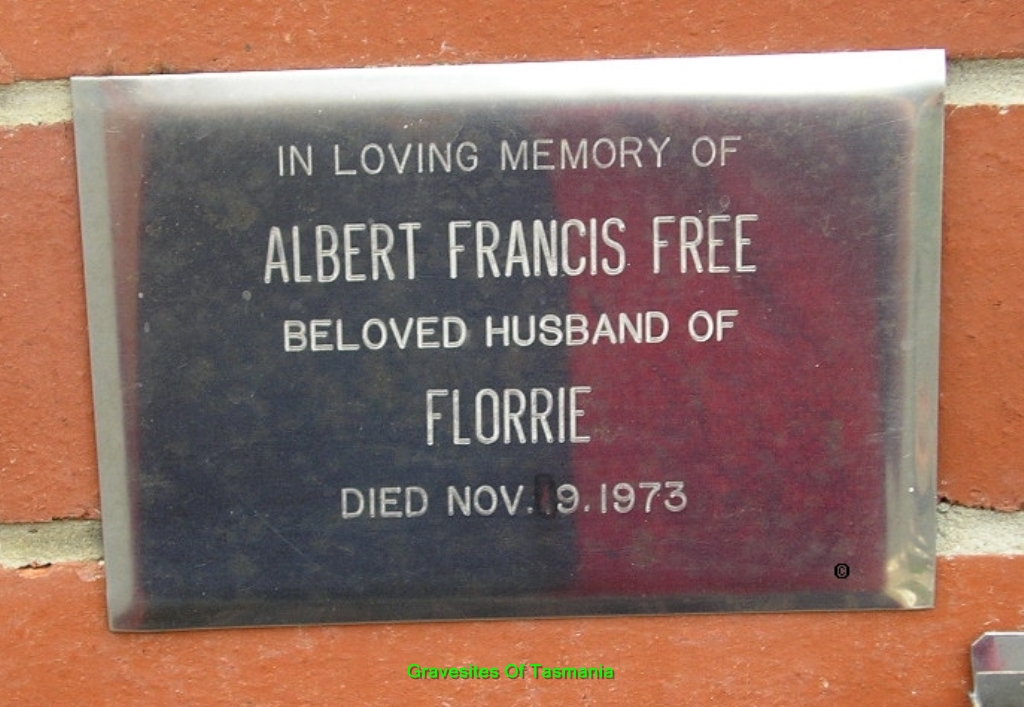 IN LOVING MEMORY OF
ALBERT FRANCIS FREE
BELOVED HUSBAND OF
FLORRIE
DIED NOV. 9. 1973
©
Gravesites Of Tasmania